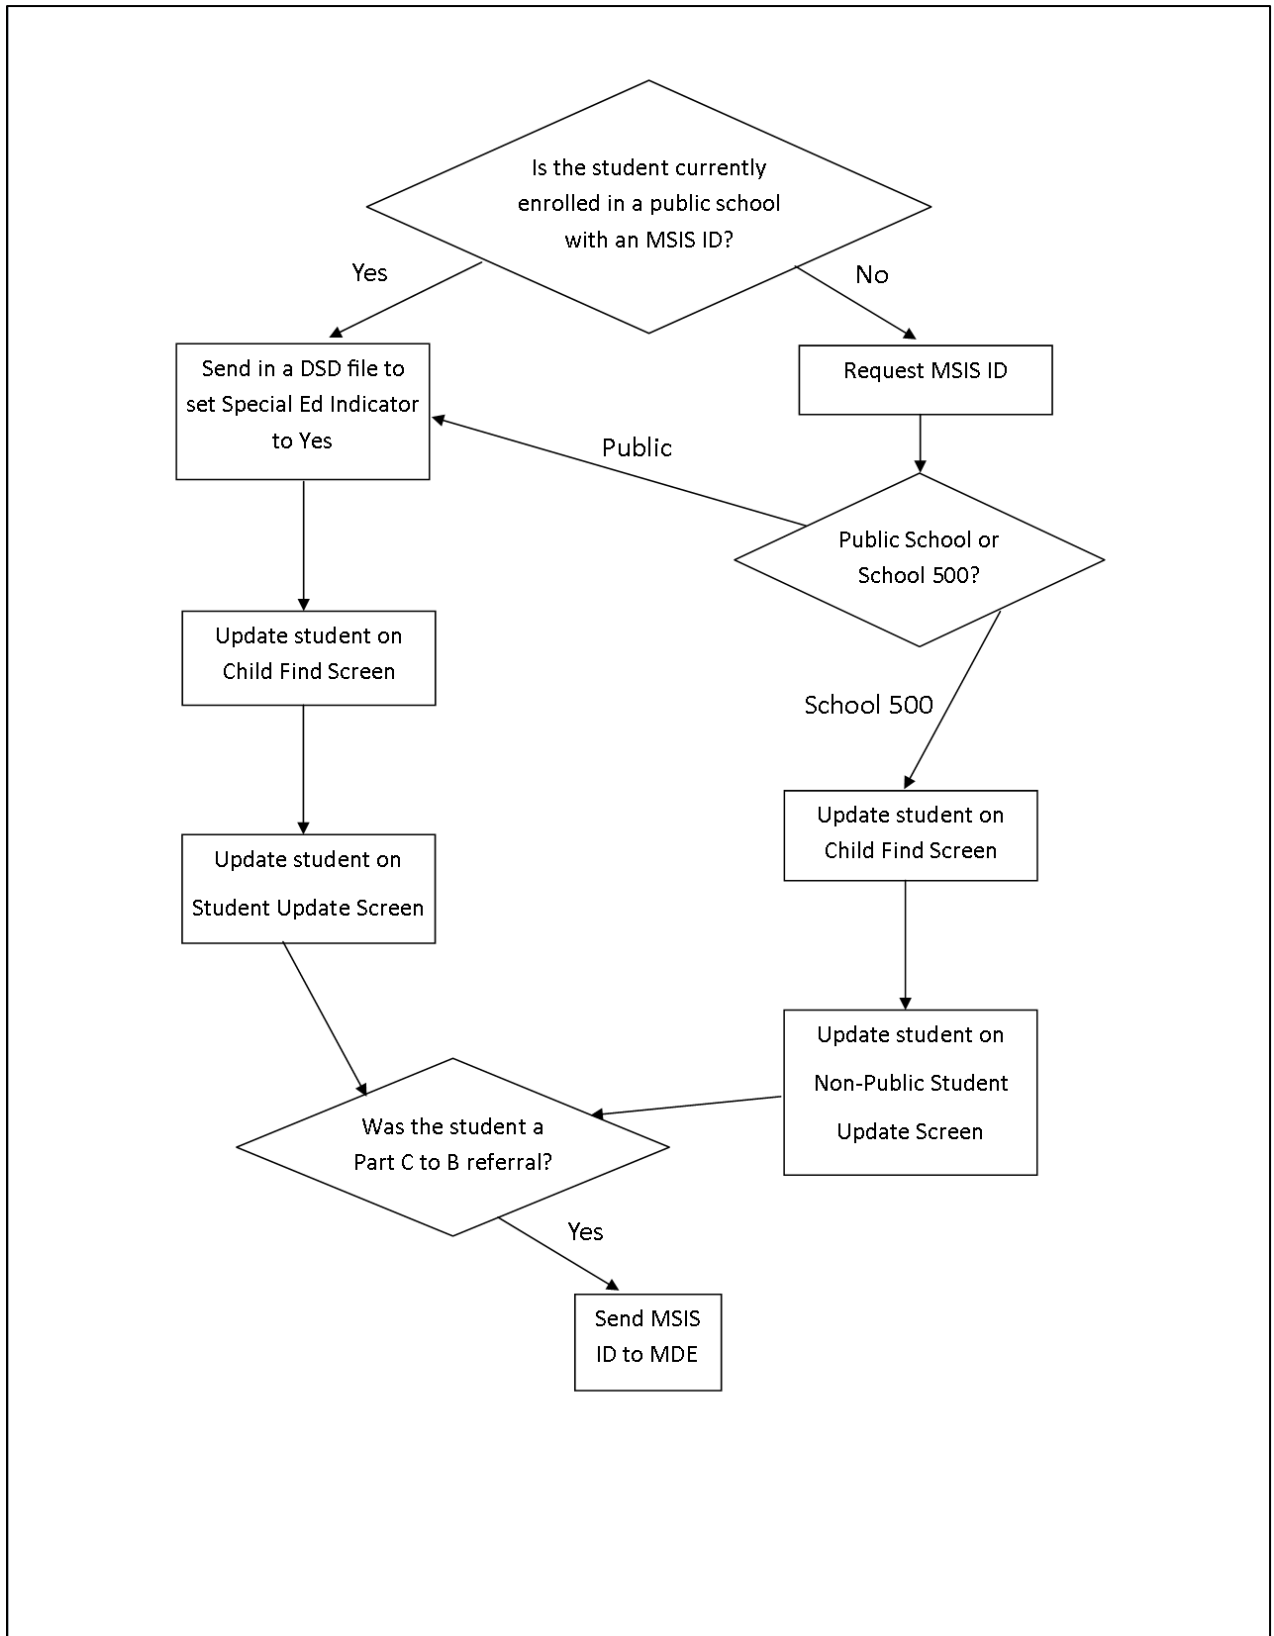 Is the student currently
enrolled in a public school
with an MSIS ID?
Yes
No
Send in a DSD file to
set Special Ed Indicator
to Yes
Request MSIS ID
Public
Public School or
School 500?
Update student on
Child Find Screen
School 500
Update student on
Child Find Screen
Update student on
Student Update Screen
Update student on
Non-Public Student
Update Screen
Was the student a
Part C to B referral?
Yes
Send MSIS
ID to MDE